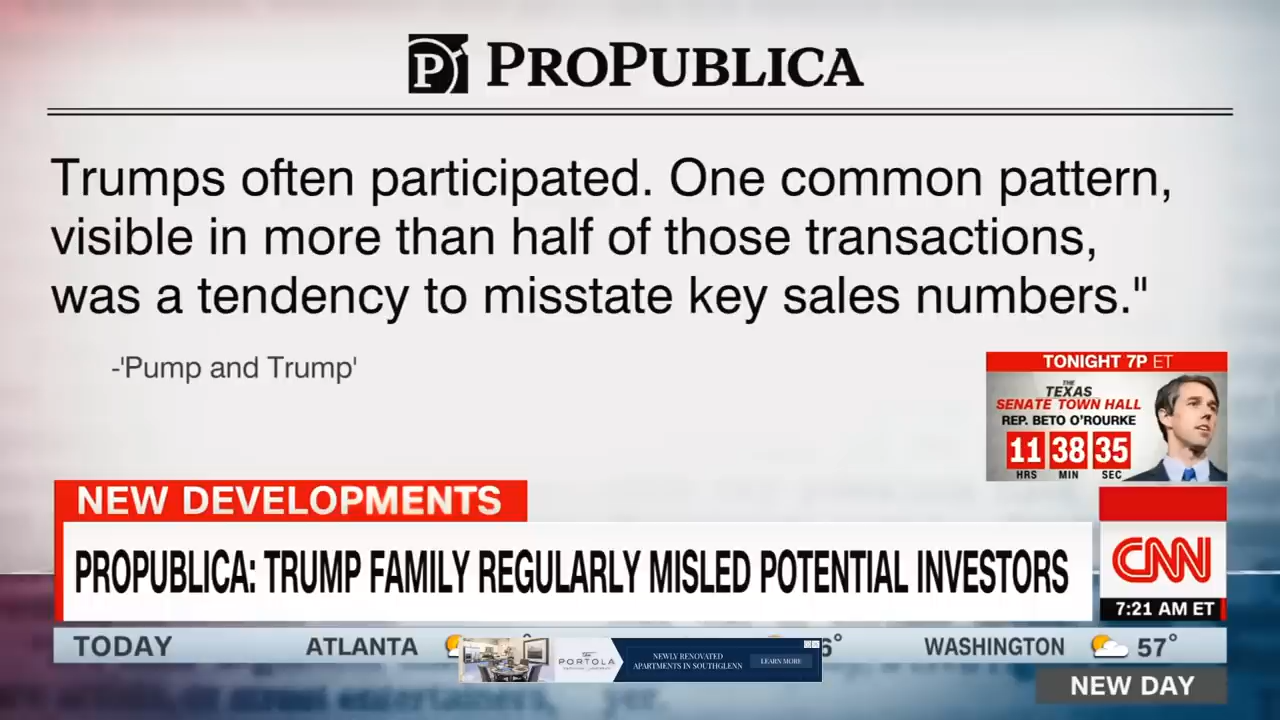 PROPUBLICA
Trumps often participated. One common pattern,
visible in more than half of those transactions,
was a tendency to misstate key sales numbers."
-'Pump and Trump'
TONIGHT 7P ET
THE
TEXAS
SENATE TOWN HALL
REP. BETO O'ROURKE
11 38 35
HRS MIN SEC
NEW DEVELOPMENTS
PROPUBLICA: TRUMP FAMILY REGULARLY MISLED POTENTIAL INVESTORS
CNN
7:21 AM ET
TODAY ATLANTA 6° WASHINGTON 57°
The
PORTOLA
NEWLY RENOVATED
APARTMENTS IN SOUTHGLENN
LEARN MORE
NEW DAY